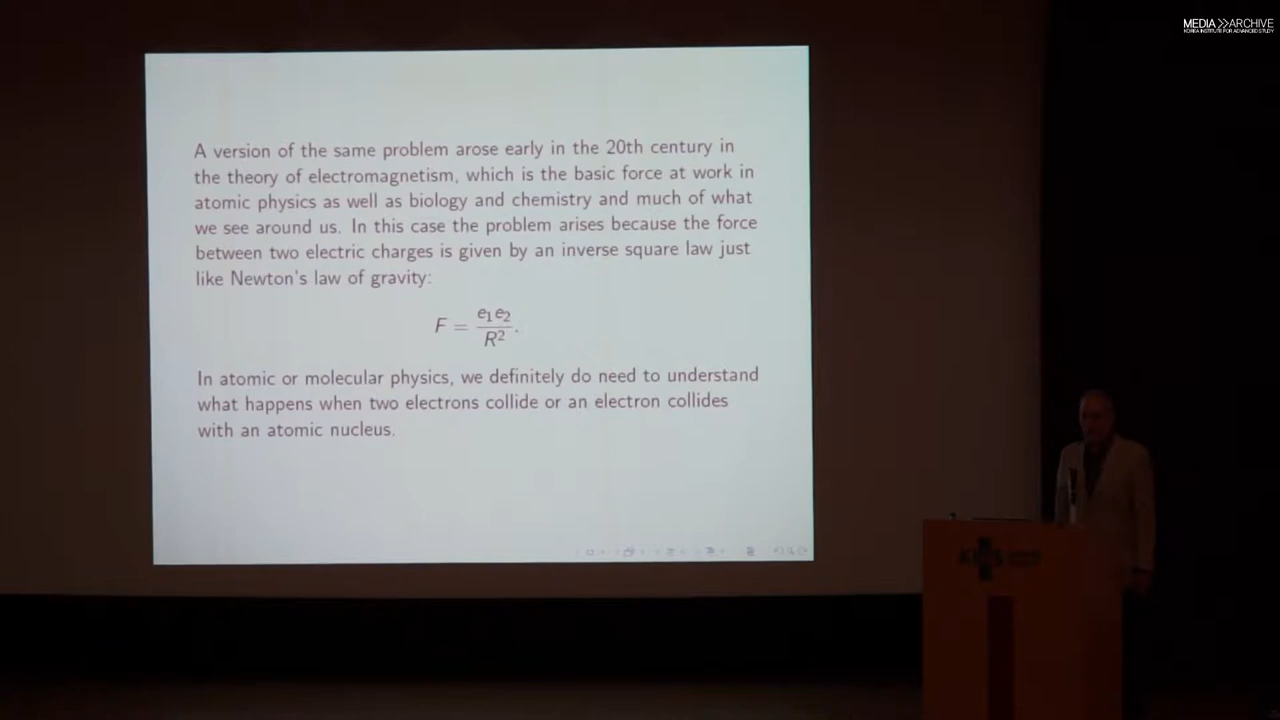 MEDIA >> ARCHIVE
KOREA INSTITUTE FOR ADVANCED STUDY
A version of the same problem arose early in the 20th century in
the theory of electromagnetism, which is the basic force at work in
atomic physics as well as biology and chemistry and much of what
we see around us. In this case the problem arises because the force
between two electric charges is given by an inverse square law just
like Newton's law of gravity:
F = e₁e₂/R².
In atomic or molecular physics, we definitely do need to understand
what happens when two electrons collide or an electron collides
with an atomic nucleus.